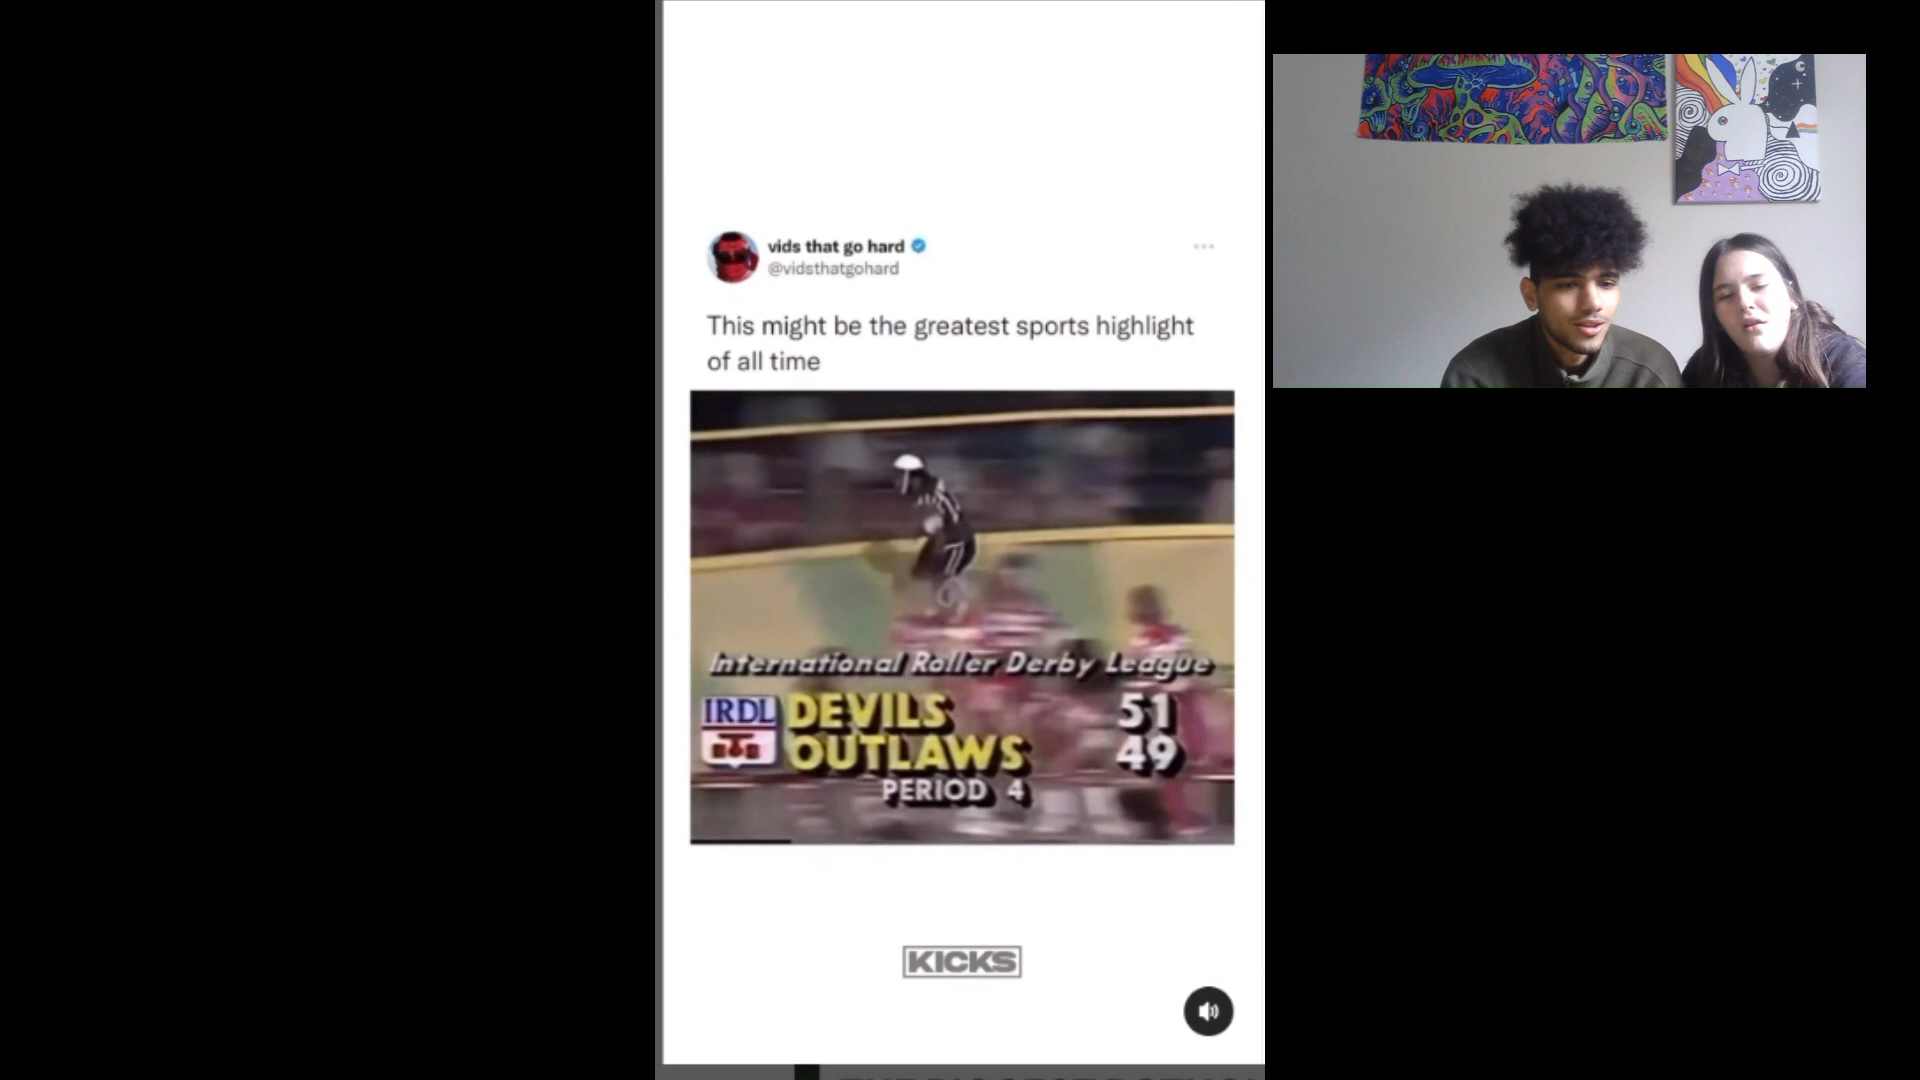 vids that go hard
@vidsthatgohard
This might be the greatest sports highlight
of all time
International Roller Derby League
IRDL
DEVILS 51
OUTLAWS 49
PERIOD 4
KICKS